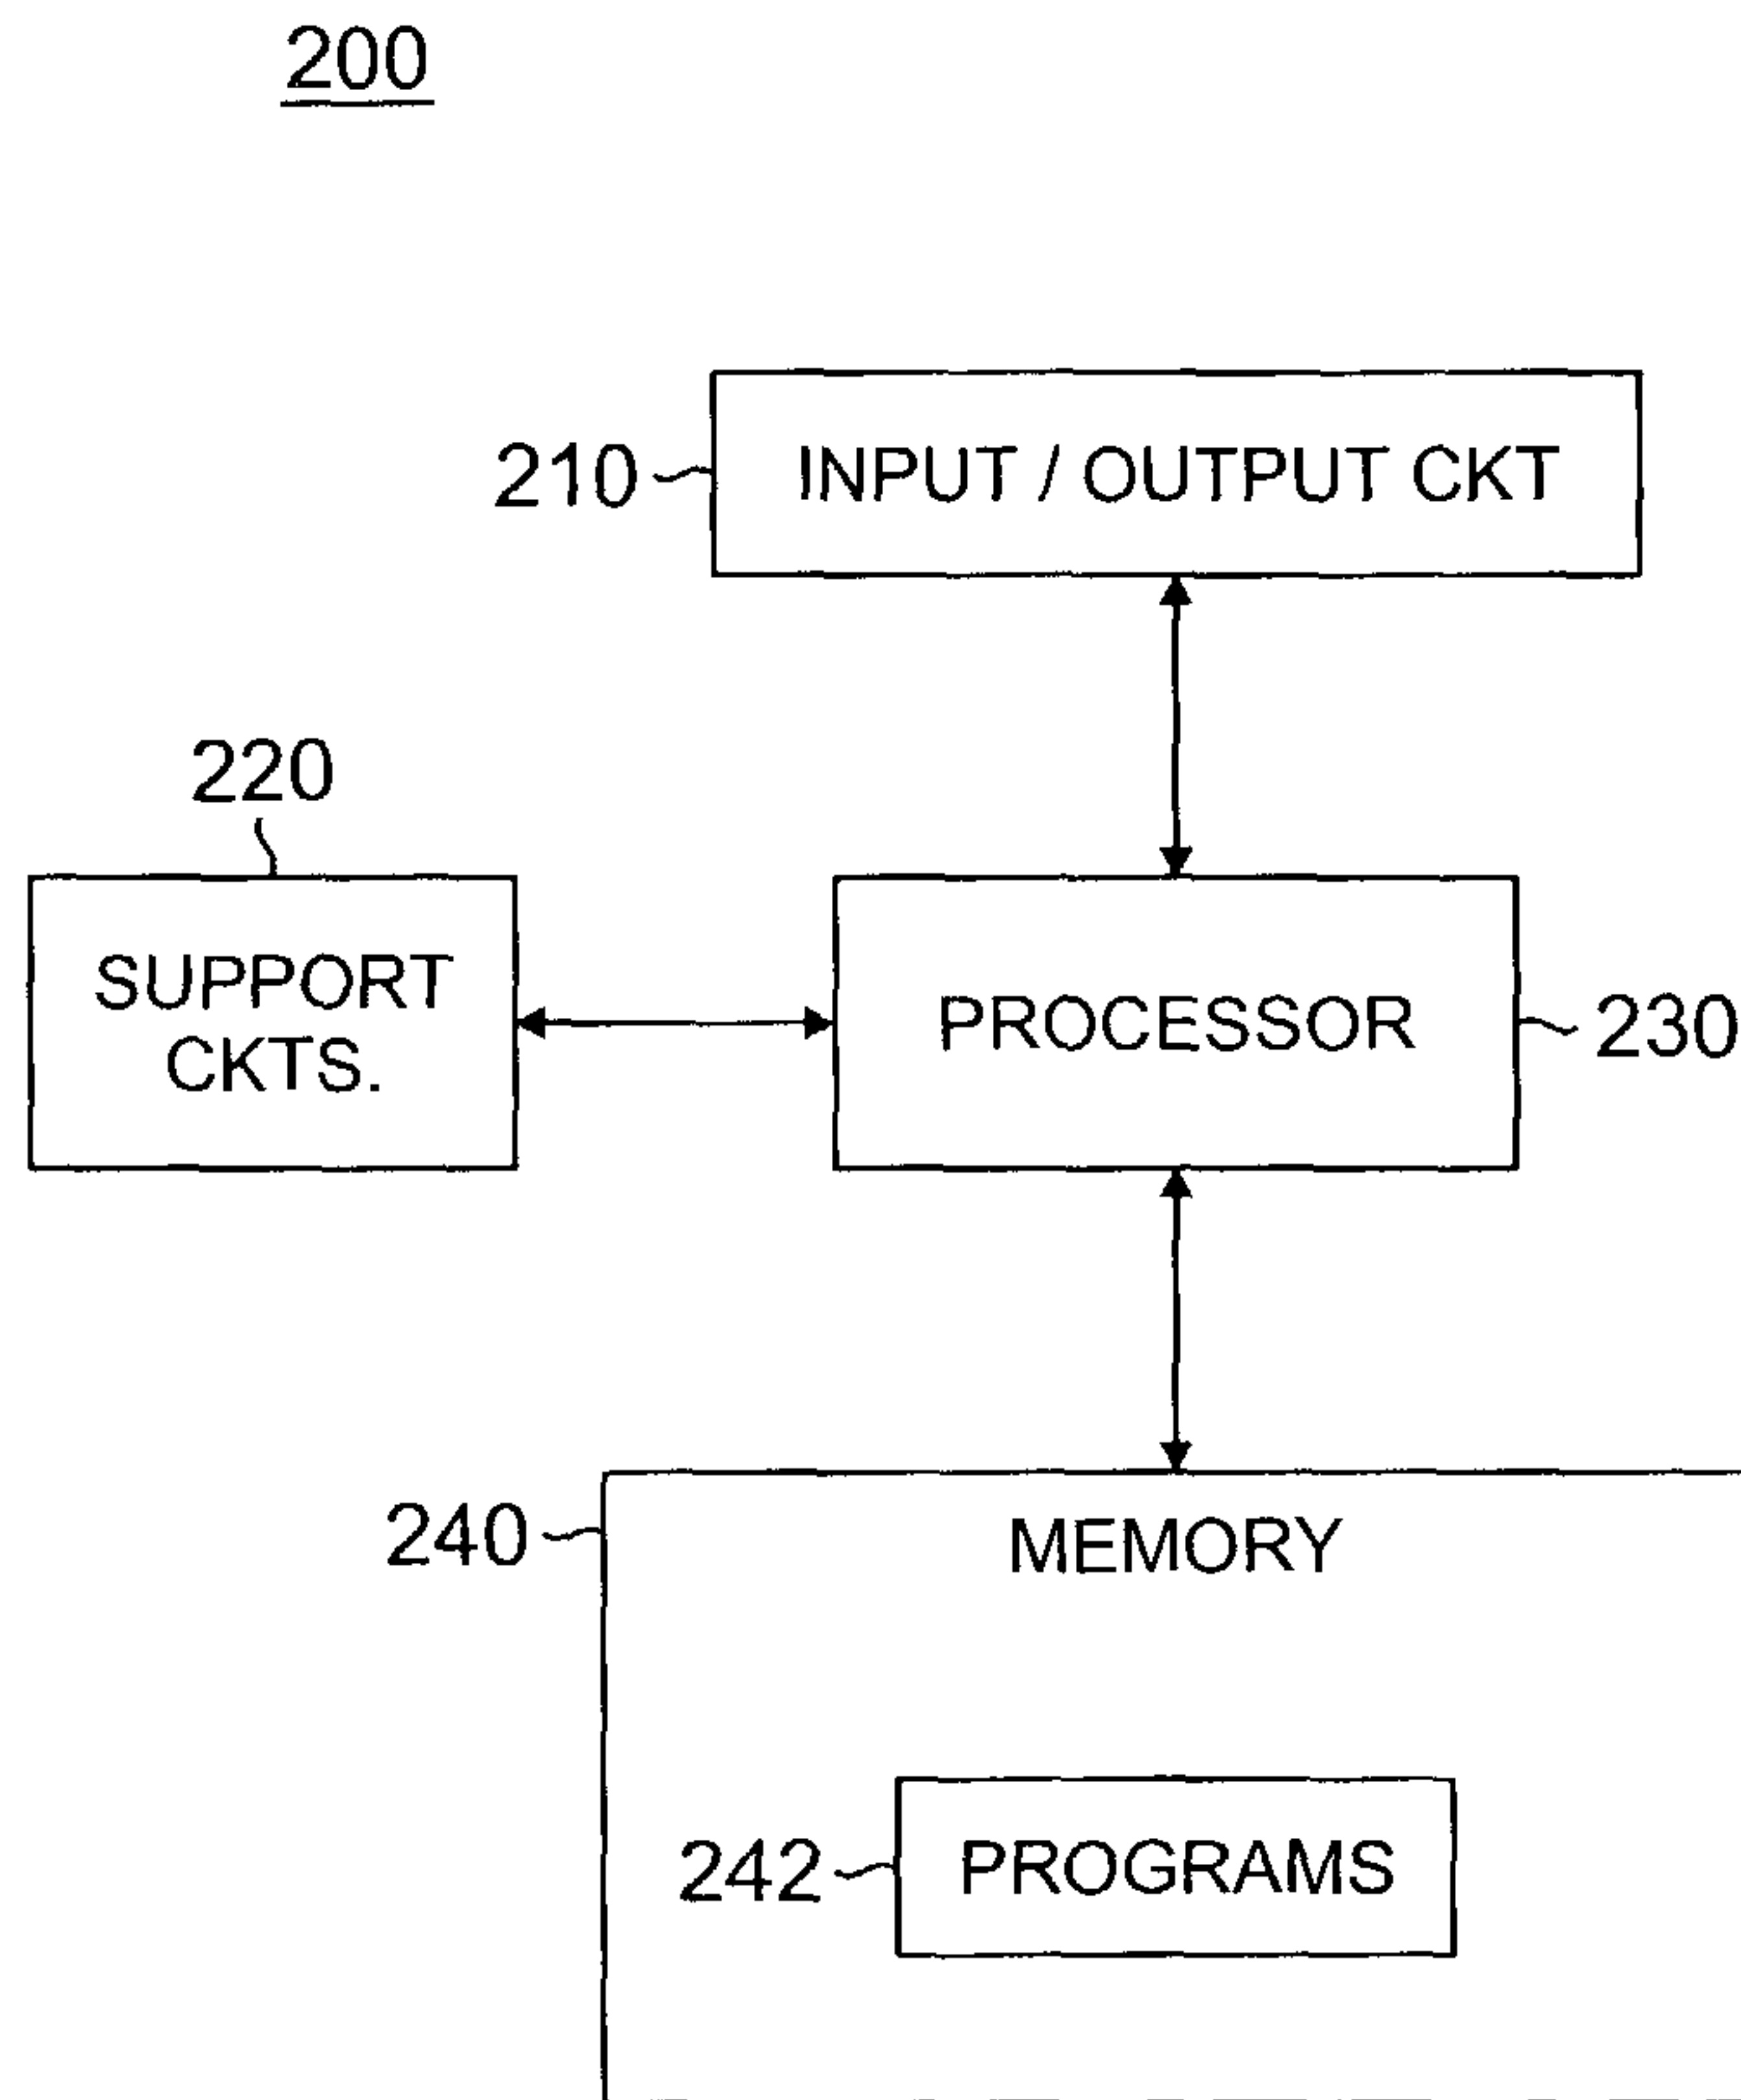 200
210
INPUT / OUTPUT CKT
220
SUPPORT
CKTS.
PROCESSOR
230
240
MEMORY
242
PROGRAMS